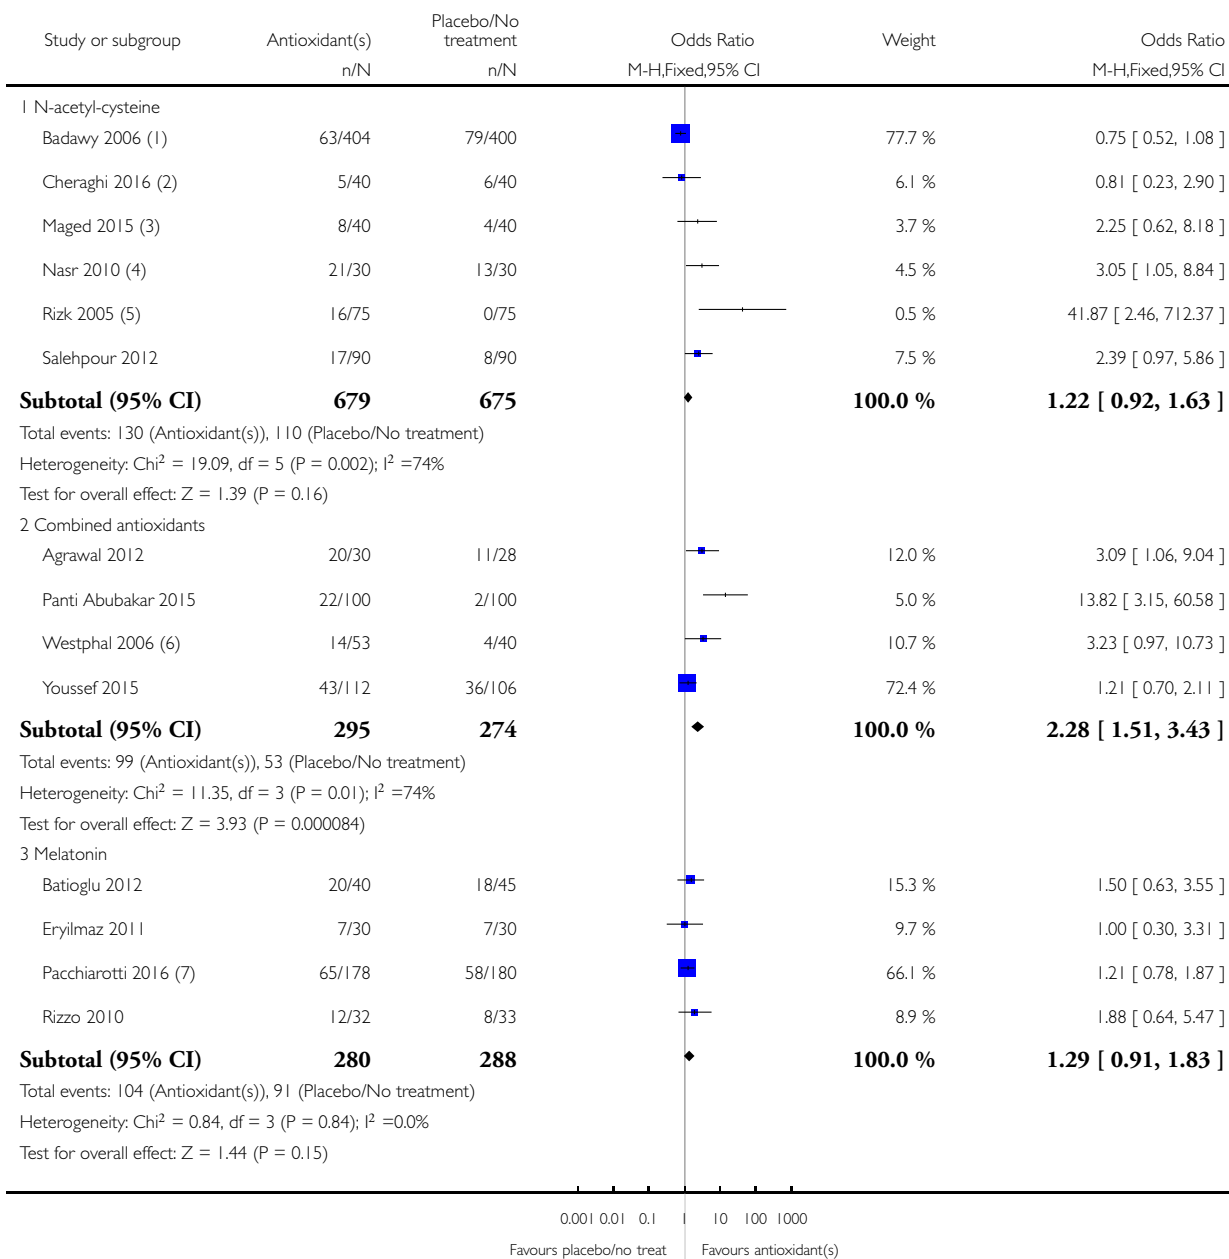 Study or subgroup Antioxidant(s) Placebo/No treatment Odds Ratio Weight Odds Ratio
n/N n/N M-H,Fixed,95% CI M-H,Fixed,95% CI
1 N-acetyl-cysteine
Badawy 2006 (1) 63/404 79/400 77.7 % 0.75 [ 0.52, 1.08 ]
Cheraghi 2016 (2) 5/40 6/40 6.1 % 0.81 [ 0.23, 2.90 ]
Maged 2015 (3) 8/40 4/40 3.7 % 2.25 [ 0.62, 8.18 ]
Nasr 2010 (4) 21/30 13/30 4.5 % 3.05 [ 1.05, 8.84 ]
Rizk 2005 (5) 16/75 0/75 0.5 % 41.87 [ 2.46, 712.37 ]
Salehpour 2012 17/90 8/90 7.5 % 2.39 [ 0.97, 5.86 ]
Subtotal (95% CI) 679 675 100.0 % 1.22 [ 0.92, 1.63 ]
Total events: 130 (Antioxidant(s)), 110 (Placebo/No treatment)
Heterogeneity: Chi² = 19.09, df = 5 (P = 0.002); I² =74%
Test for overall effect: Z = 1.39 (P = 0.16)
2 Combined antioxidants
Agrawal 2012 20/30 11/28 12.0 % 3.09 [ 1.06, 9.04 ]
Panti Abubakar 2015 22/100 2/100 5.0 % 13.82 [ 3.15, 60.58 ]
Westphal 2006 (6) 14/53 4/40 10.7 % 3.23 [ 0.97, 10.73 ]
Youssef 2015 43/112 36/106 72.4 % 1.21 [ 0.70, 2.11 ]
Subtotal (95% CI) 295 274 100.0 % 2.28 [ 1.51, 3.43 ]
Total events: 99 (Antioxidant(s)), 53 (Placebo/No treatment)
Heterogeneity: Chi² = 11.35, df = 3 (P = 0.01); I² =74%
Test for overall effect: Z = 3.93 (P = 0.000084)
3 Melatonin
Batioglu 2012 20/40 18/45 15.3 % 1.50 [ 0.63, 3.55 ]
Eryilmaz 2011 7/30 7/30 9.7 % 1.00 [ 0.30, 3.31 ]
Pacchiarotti 2016 (7) 65/178 58/180 66.1 % 1.21 [ 0.78, 1.87 ]
Rizzo 2010 12/32 8/33 8.9 % 1.88 [ 0.64, 5.47 ]
Subtotal (95% CI) 280 288 100.0 % 1.29 [ 0.91, 1.83 ]
Total events: 104 (Antioxidant(s)), 91 (Placebo/No treatment)
Heterogeneity: Chi² = 0.84, df = 3 (P = 0.84); I² =0.0%
Test for overall effect: Z = 1.44 (P = 0.15)
0.001 0.01 0.1 1 10 100 1000
Favours placebo/no treat Favours antioxidant(s)